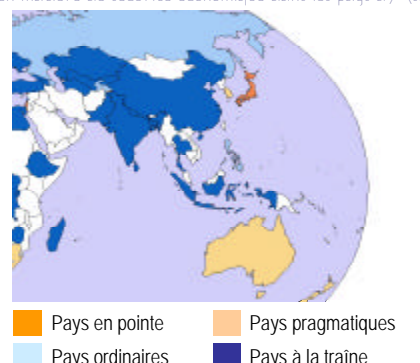 Pays en pointe
Pays pragmatiques
Pays ordinaires
Pays à la traîne